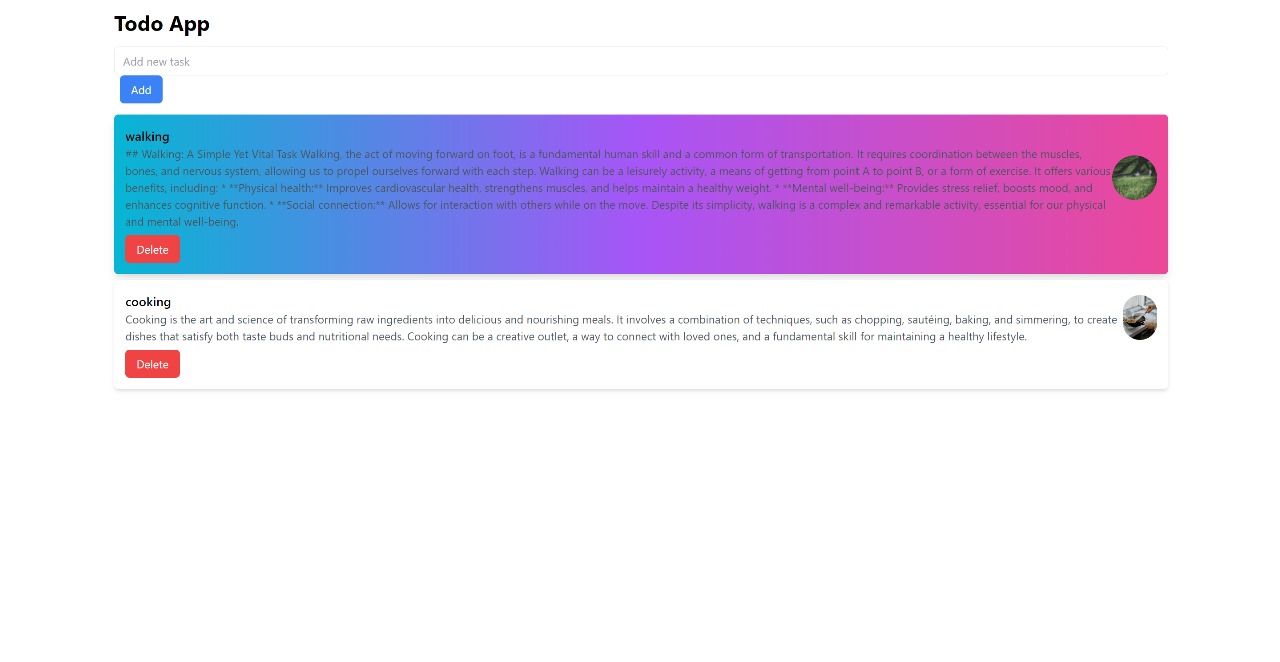 Todo App
Add new task
Add
walking
## Walking: A Simple Yet Vital Task Walking, the act of moving forward on foot, is a fundamental human skill and a common form of transportation. It requires coordination between the muscles,
bones, and nervous system, allowing us to propel ourselves forward with each step. Walking can be a leisurely activity, a means of getting from point A to point B, or a form of exercise. It offers various
benefits, including: * **Physical health:** Improves cardiovascular health, strengthens muscles, and helps maintain a healthy weight. * **Mental well-being:** Provides stress relief, boosts mood, and
enhances cognitive function. * **Social connection:** Allows for interaction with others while on the move. Despite its simplicity, walking is a complex and remarkable activity, essential for our physical
and mental well-being.
Delete
cooking
Cooking is the art and science of transforming raw ingredients into delicious and nourishing meals. It involves a combination of techniques, such as chopping, sautéing, baking, and simmering, to create
dishes that satisfy both taste buds and nutritional needs. Cooking can be a creative outlet, a way to connect with loved ones, and a fundamental skill for maintaining a healthy lifestyle.
Delete